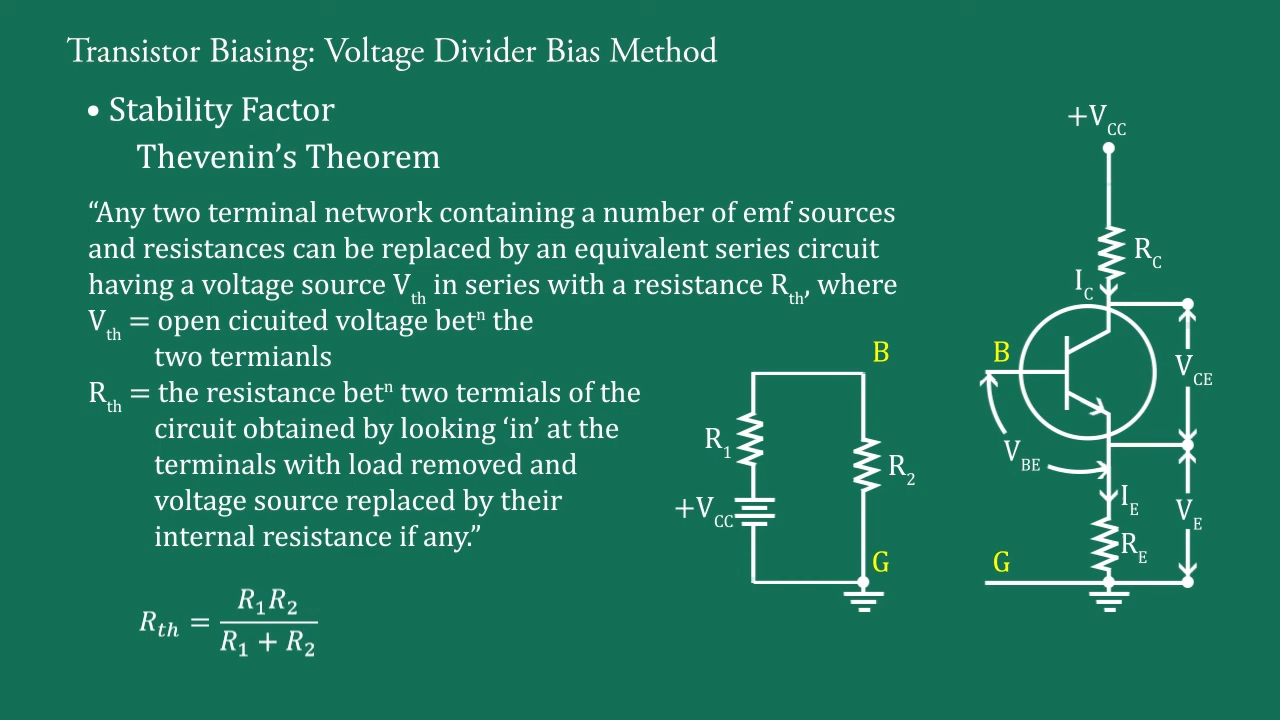 Transistor Biasing: Voltage Divider Bias Method
• Stability Factor
Thevenin’s Theorem
“Any two terminal network containing a number of emf sources
and resistances can be replaced by an equivalent series circuit
having a voltage source Vth in series with a resistance Rth, where
Vth = open cicuited voltage betⁿ the
two termianls
Rth = the resistance betⁿ two termials of the
circuit obtained by looking ‘in’ at the
terminals with load removed and
voltage source replaced by their
internal resistance if any.”
Rth = R1R2 / R1 + R2
B
R1
R2
+VCC
G
+VCC
RC
IC
B
VCE
VBE
IE
VE
RE
G